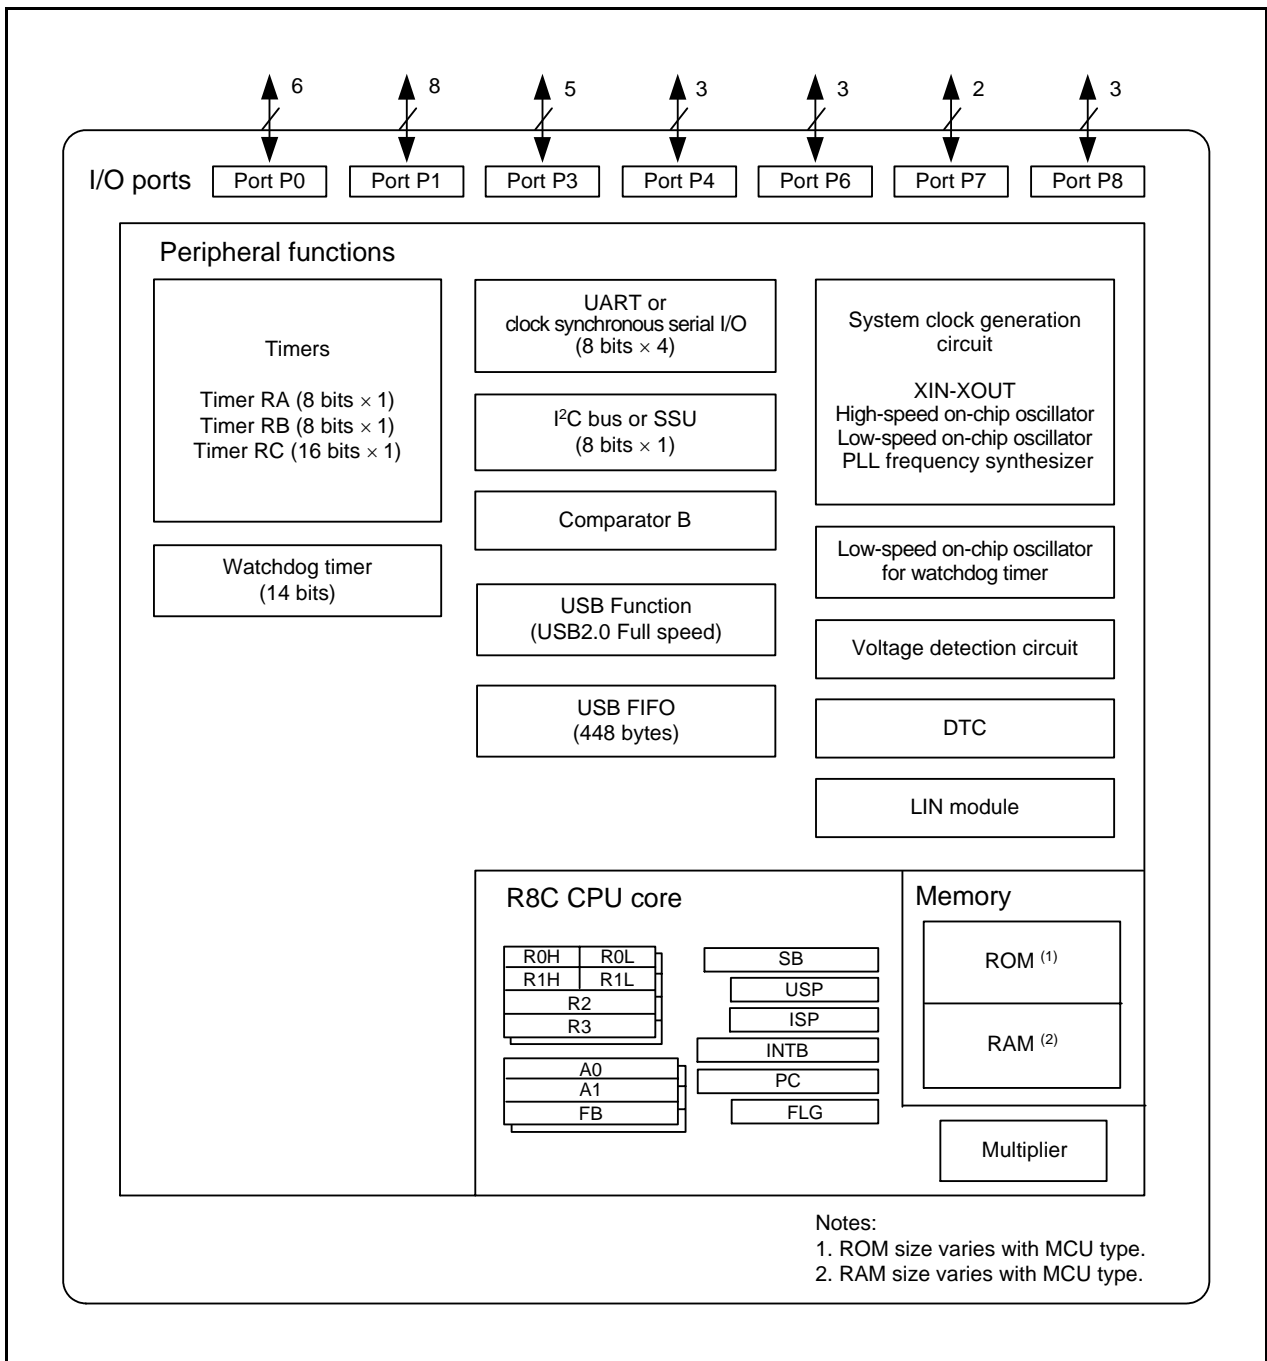 6 8 5 3 3 2 3
I/O ports Port P0 Port P1 Port P3 Port P4 Port P6 Port P7 Port P8
Peripheral functions
Timers
Timer RA (8 bits × 1)
Timer RB (8 bits × 1)
Timer RC (16 bits × 1)
Watchdog timer
(14 bits)
UART or
clock synchronous serial I/O
(8 bits × 4)
I²C bus or SSU
(8 bits × 1)
Comparator B
USB Function
(USB2.0 Full speed)
USB FIFO
(448 bytes)
System clock generation
circuit
XIN-XOUT
High-speed on-chip oscillator
Low-speed on-chip oscillator
PLL frequency synthesizer
Low-speed on-chip oscillator
for watchdog timer
Voltage detection circuit
DTC
LIN module
R8C CPU core
R0H R0L
R1H R1L
R2
R3
A0
A1
FB
SB
USP
ISP
INTB
PC
FLG
Memory
ROM (1)
RAM (2)
Multiplier
Notes:
1. ROM size varies with MCU type.
2. RAM size varies with MCU type.